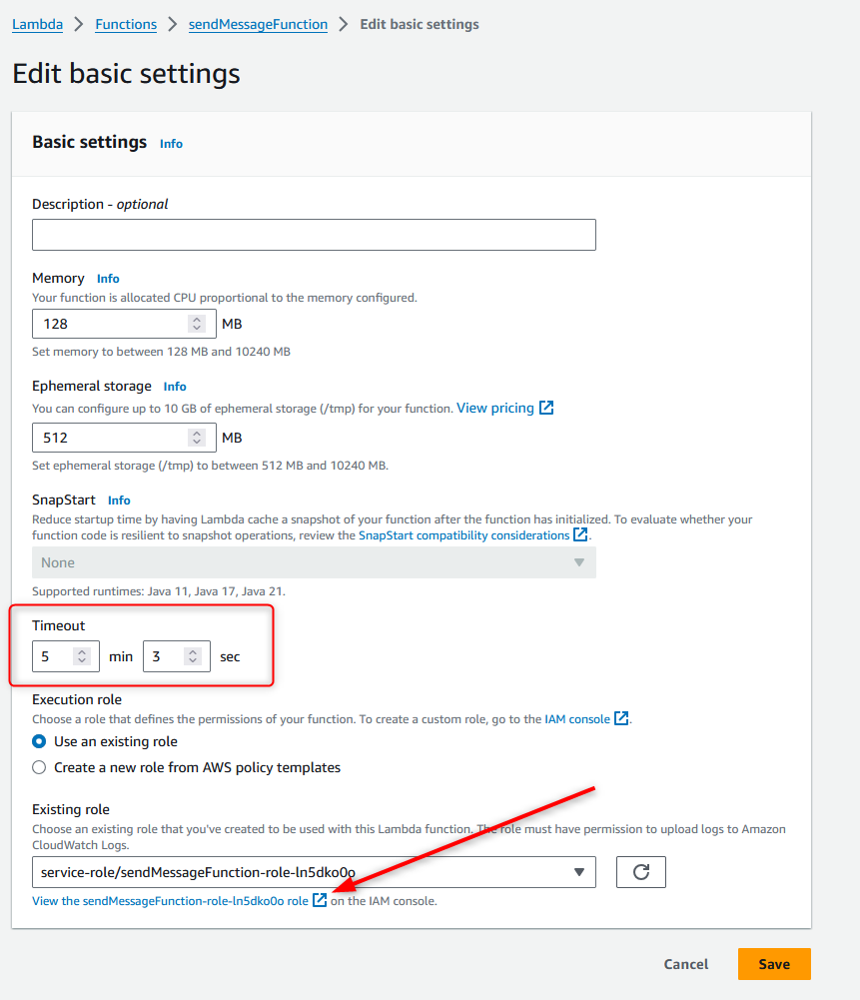 Lambda > Functions > sendMessageFunction > Edit basic settings
Edit basic settings
Basic settings Info
Description - optional
Memory Info
Your function is allocated CPU proportional to the memory configured.
128 MB
Set memory to between 128 MB and 10240 MB
Ephemeral storage Info
You can configure up to 10 GB of ephemeral storage (/tmp) for your function. View pricing
512 MB
Set ephemeral storage (/tmp) to between 512 MB and 10240 MB.
SnapStart Info
Reduce startup time by having Lambda cache a snapshot of your function after the function has initialized. To evaluate whether your
function code is resilient to snapshot operations, review the SnapStart compatibility considerations.
None
Supported runtimes: Java 11, Java 17, Java 21.
Timeout
5 min 3 sec
Execution role
Choose a role that defines the permissions of your function. To create a custom role, go to the IAM console.
Use an existing role
Create a new role from AWS policy templates
Existing role
Choose an existing role that you've created to be used with this Lambda function. The role must have permission to upload logs to Amazon
CloudWatch Logs.
service-role/sendMessageFunction-role-ln5dko0o
View the sendMessageFunction-role-ln5dko0o role on the IAM console.
Cancel Save